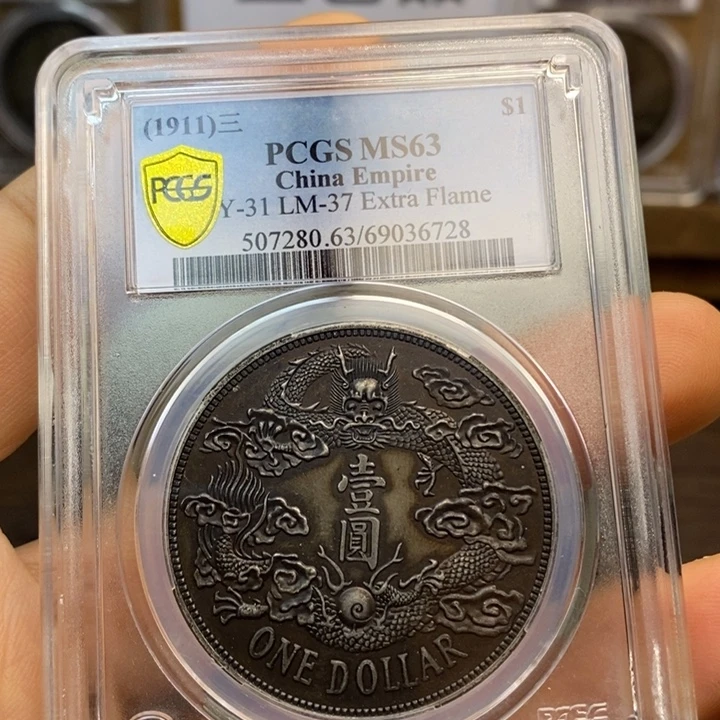 (1911)三 $1
PCGS MS63
China Empire
PCGS Y-31 LM-37 Extra Flame
507280.63/69036728
壹
圓
ONE DOLLAR
PCGS